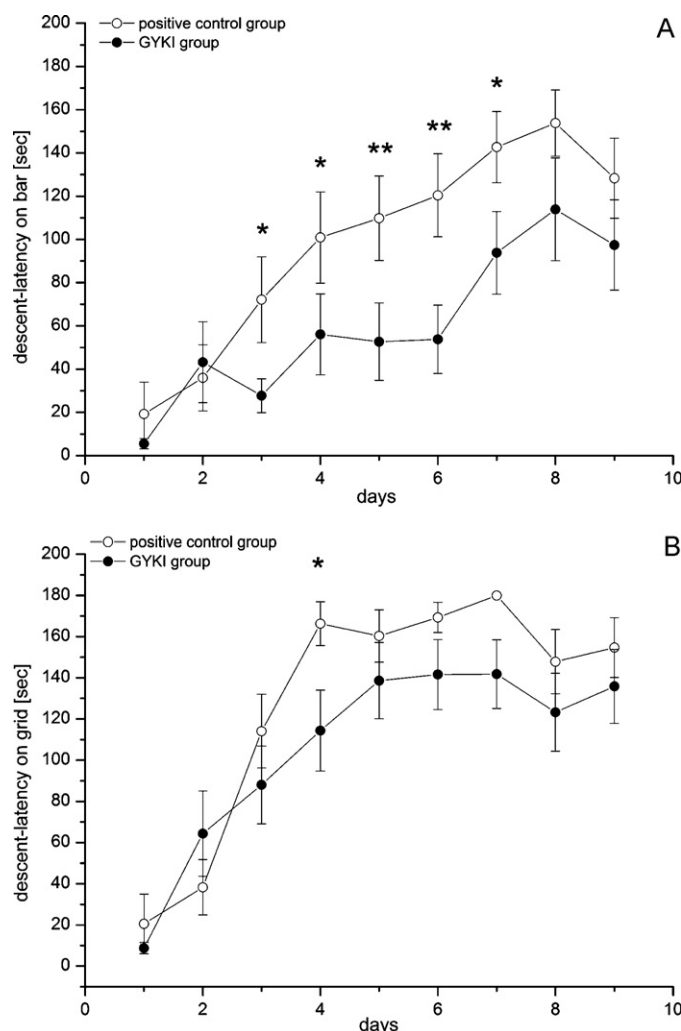 positive control group
GYKI group
A
200
180
160
140
120
100
80
60
40
20
0
descent-latency on bar [sec]
* * ** ** *
0 2 4 6 8 10
days
positive control group
GYKI group
B
200
180
160
140
120
100
80
60
40
20
0
descent-latency on grid [sec]
*
0 2 4 6 8 10
days